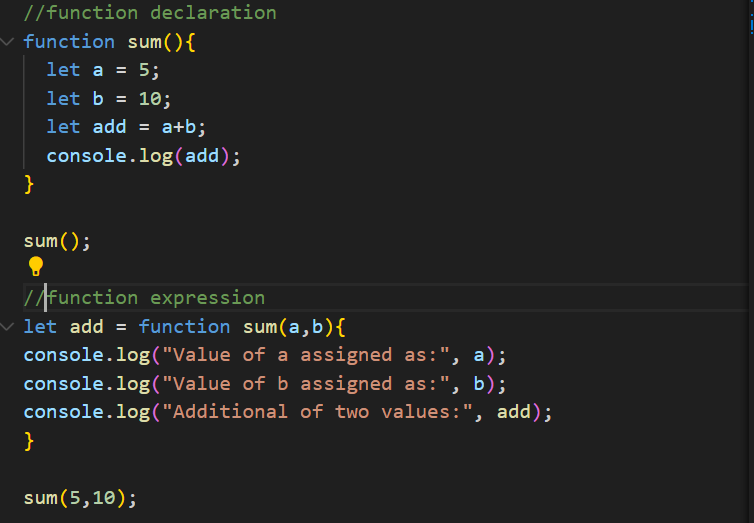 //function declaration
function sum(){
  let a = 5;
  let b = 10;
  let add = a+b;
  console.log(add);
}

sum();

//function expression
let add = function sum(a,b){
console.log("Value of a assigned as:", a);
console.log("Value of b assigned as:", b);
console.log("Additional of two values:", add);
}

sum(5,10);